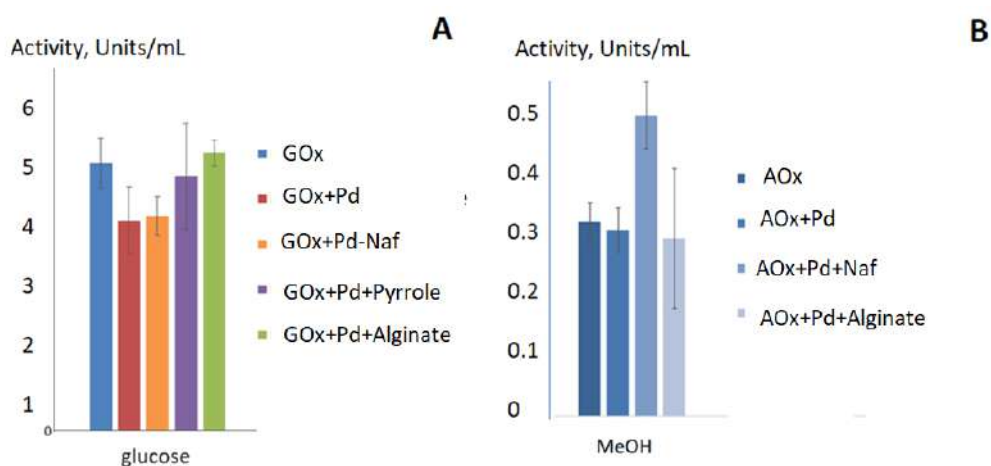 A
Activity, Units/mL
6
5
4
3
2
1
0
GOx
GOx+Pd
GOx+Pd-Naf
GOx+Pd+Pyrrole
GOx+Pd+Alginate
glucose
B
Activity, Units/mL
0.5
0.4
0.3
0.2
0.1
0
AOx
AOx+Pd
AOx+Pd+Naf
AOx+Pd+Alginate
MeOH